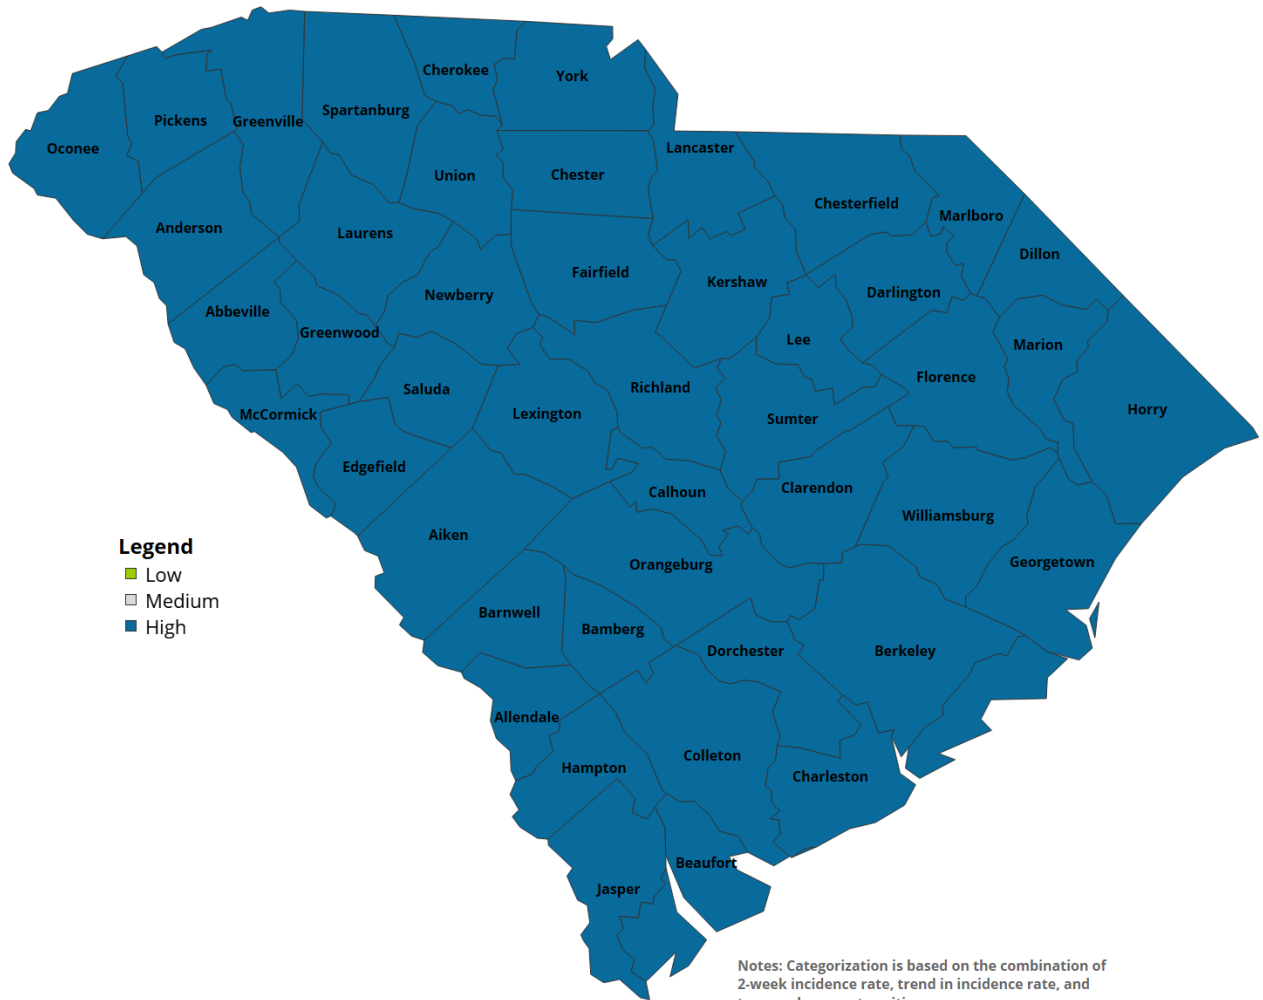 Cherokee
York
Spartanburg
Pickens
Greenville
Oconee
Lancaster
Union
Chester
Chesterfield
Marlboro
Anderson
Laurens
Dillon
Fairfield
Kershaw
Darlington
Newberry
Abbeville
Greenwood
Lee
Marion
Florence
Richland
Saluda
Horry
McCormick
Lexington
Sumter
Edgefield
Calhoun
Clarendon
Williamsburg
Aiken
Orangeburg
Georgetown
Legend
Low
Medium
High
Barnwell
Bamberg
Dorchester
Berkeley
Allendale
Colleton
Hampton
Charleston
Beaufort
Jasper
Notes: Categorization is based on the combination of
2-week incidence rate, trend in incidence rate, and